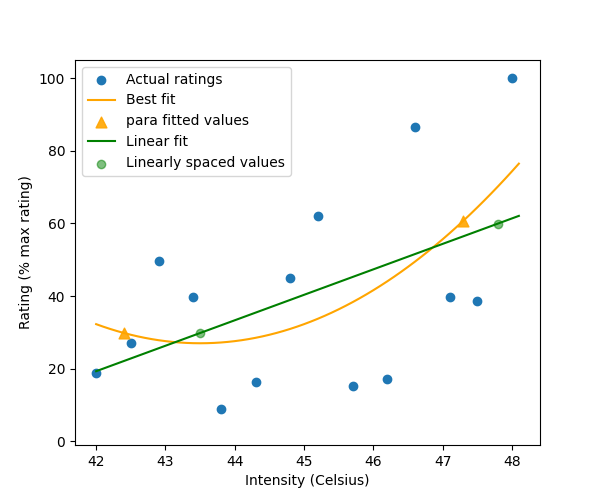 Actual ratings
Best fit
para fitted values
Linear fit
Linearly spaced values
100
80
60
40
20
0
Rating (% max rating)
42 43 44 45 46 47 48
Intensity (Celsius)